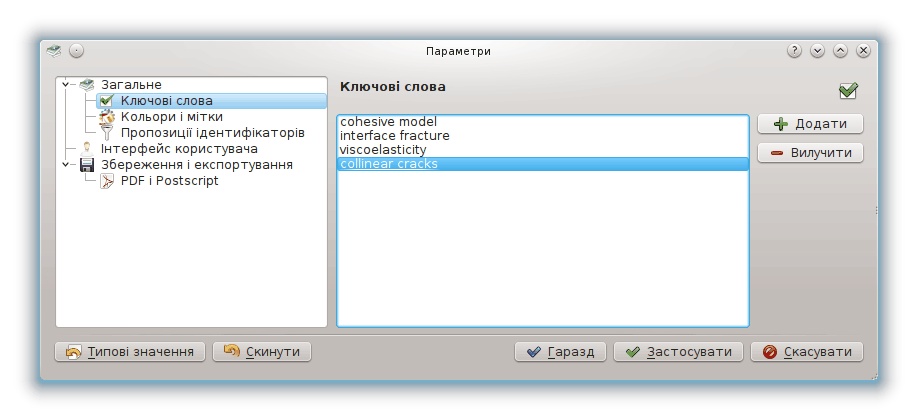 Параметри
Загальне
Ключові слова
Кольори і мітки
Пропозиції ідентифікаторів
Інтерфейс користувача
Збереження і експортування
PDF і Postscript
Ключові слова
cohesive model
interface fracture
viscoelasticity
collinear cracks
Додати
Вилучити
Типові значення
Скинути
Гаразд
Застосувати
Скасувати